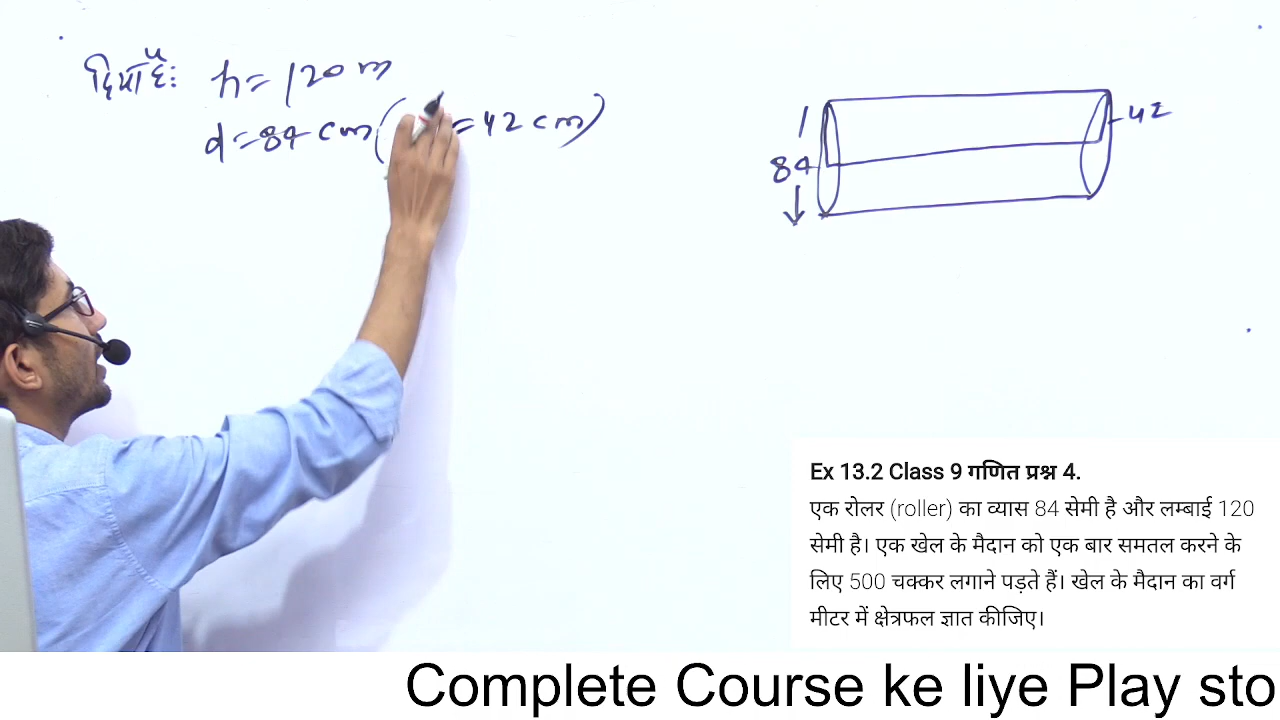 दिया है: h = 120 m
d = 84 cm ( = 42 cm)
84
42
Ex 13.2 Class 9 गणित प्रश्न 4.
एक रोलर (roller) का व्यास 84 सेमी है और लम्बाई 120
सेमी है। एक खेल के मैदान को एक बार समतल करने के
लिए 500 चक्कर लगाने पड़ते हैं। खेल के मैदान का वर्ग
मीटर में क्षेत्रफल ज्ञात कीजिए।
Complete Course ke liye Play sto